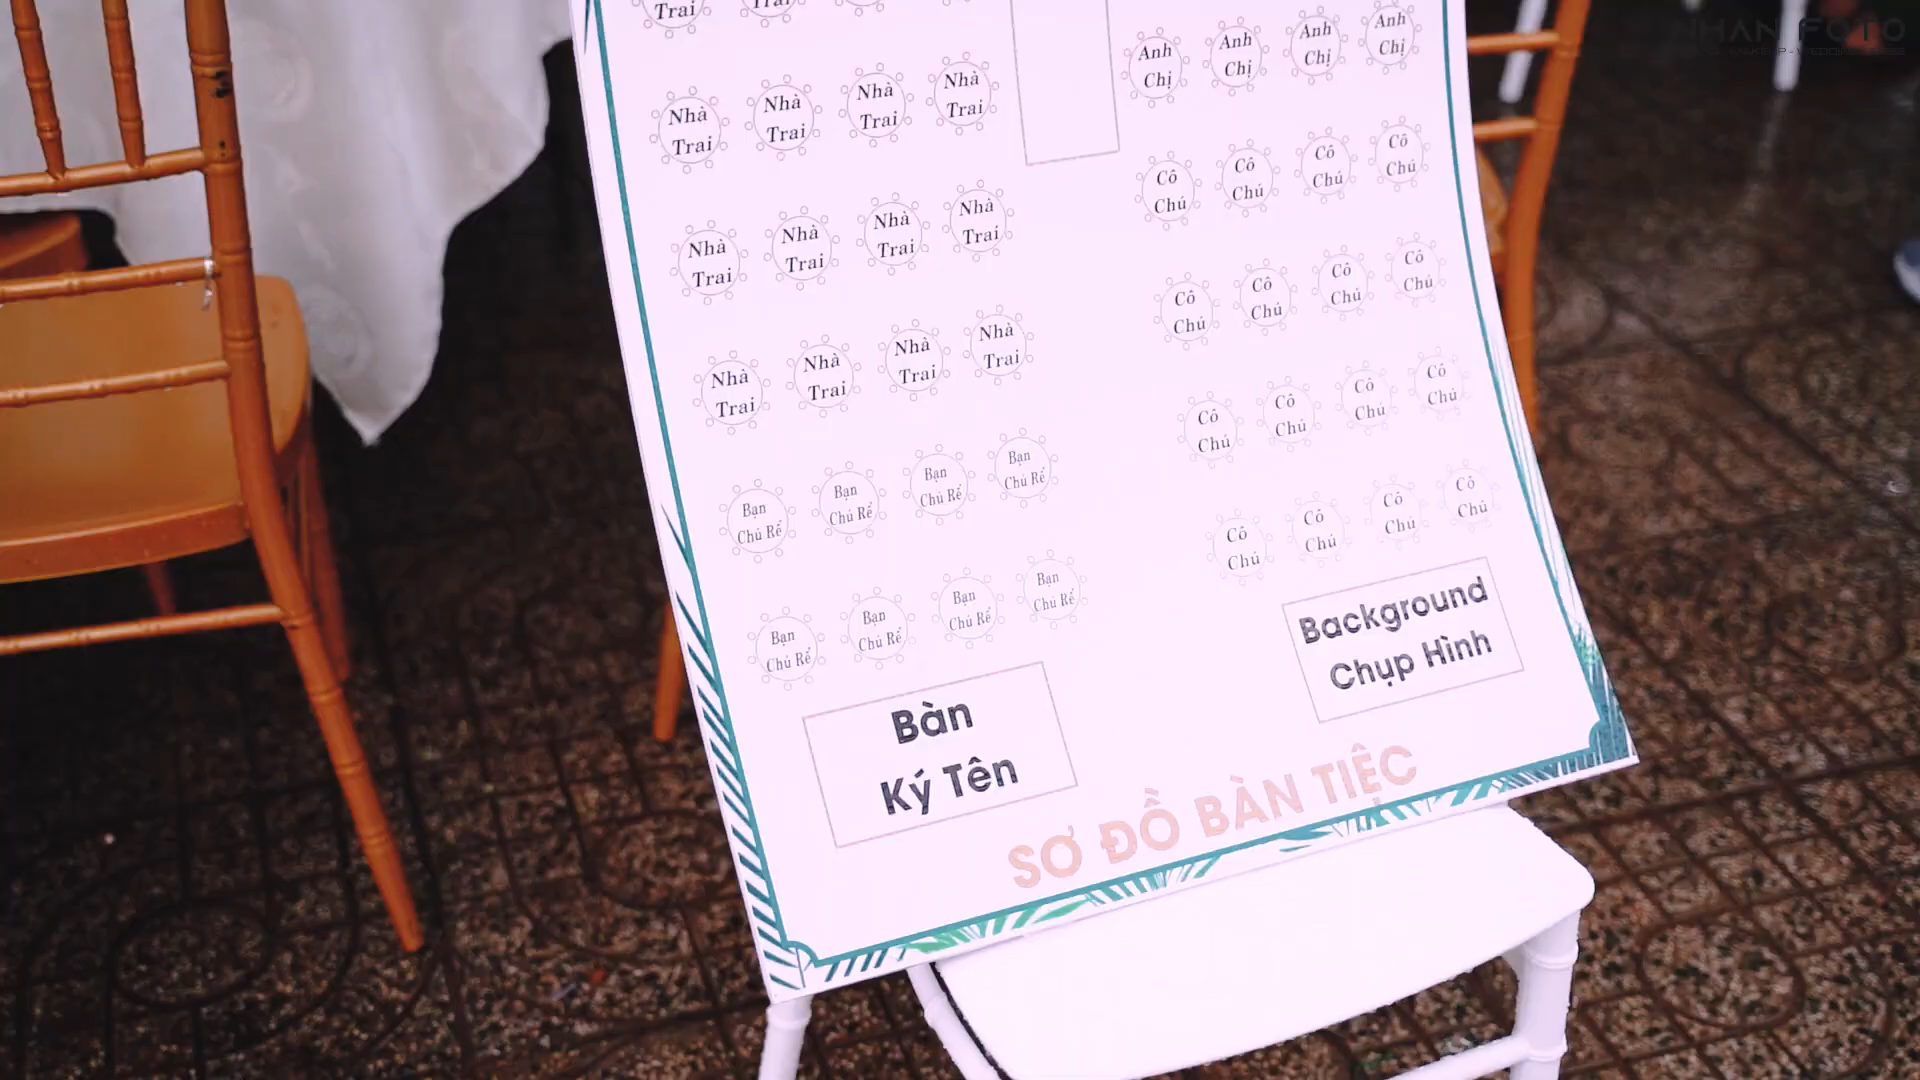 Trai Trai
Anh Anh Anh Anh
Chị Chị Chị Chị
Nhà Nhà Nhà Nhà
Trai Trai Trai Trai
Cô Cô Cô Cô
Chú Chú Chú Chú
Nhà Nhà Nhà Nhà
Trai Trai Trai Trai
Cô Cô Cô Cô
Chú Chú Chú Chú
Nhà Nhà Nhà Nhà
Trai Trai Trai Trai
Cô Cô Cô Cô
Chú Chú Chú Chú
Bạn Bạn Bạn Bạn
Chú Rể Chú Rể Chú Rể Chú Rể
Cô Cô Cô Cô
Chú Chú Chú Chú
Bạn Bạn Bạn Bạn
Chú Rể Chú Rể Chú Rể Chú Rể
Bàn
Ký Tên
Background
Chụp Hình
SƠ ĐỒ BÀN TIỆC
NHAN FOTO